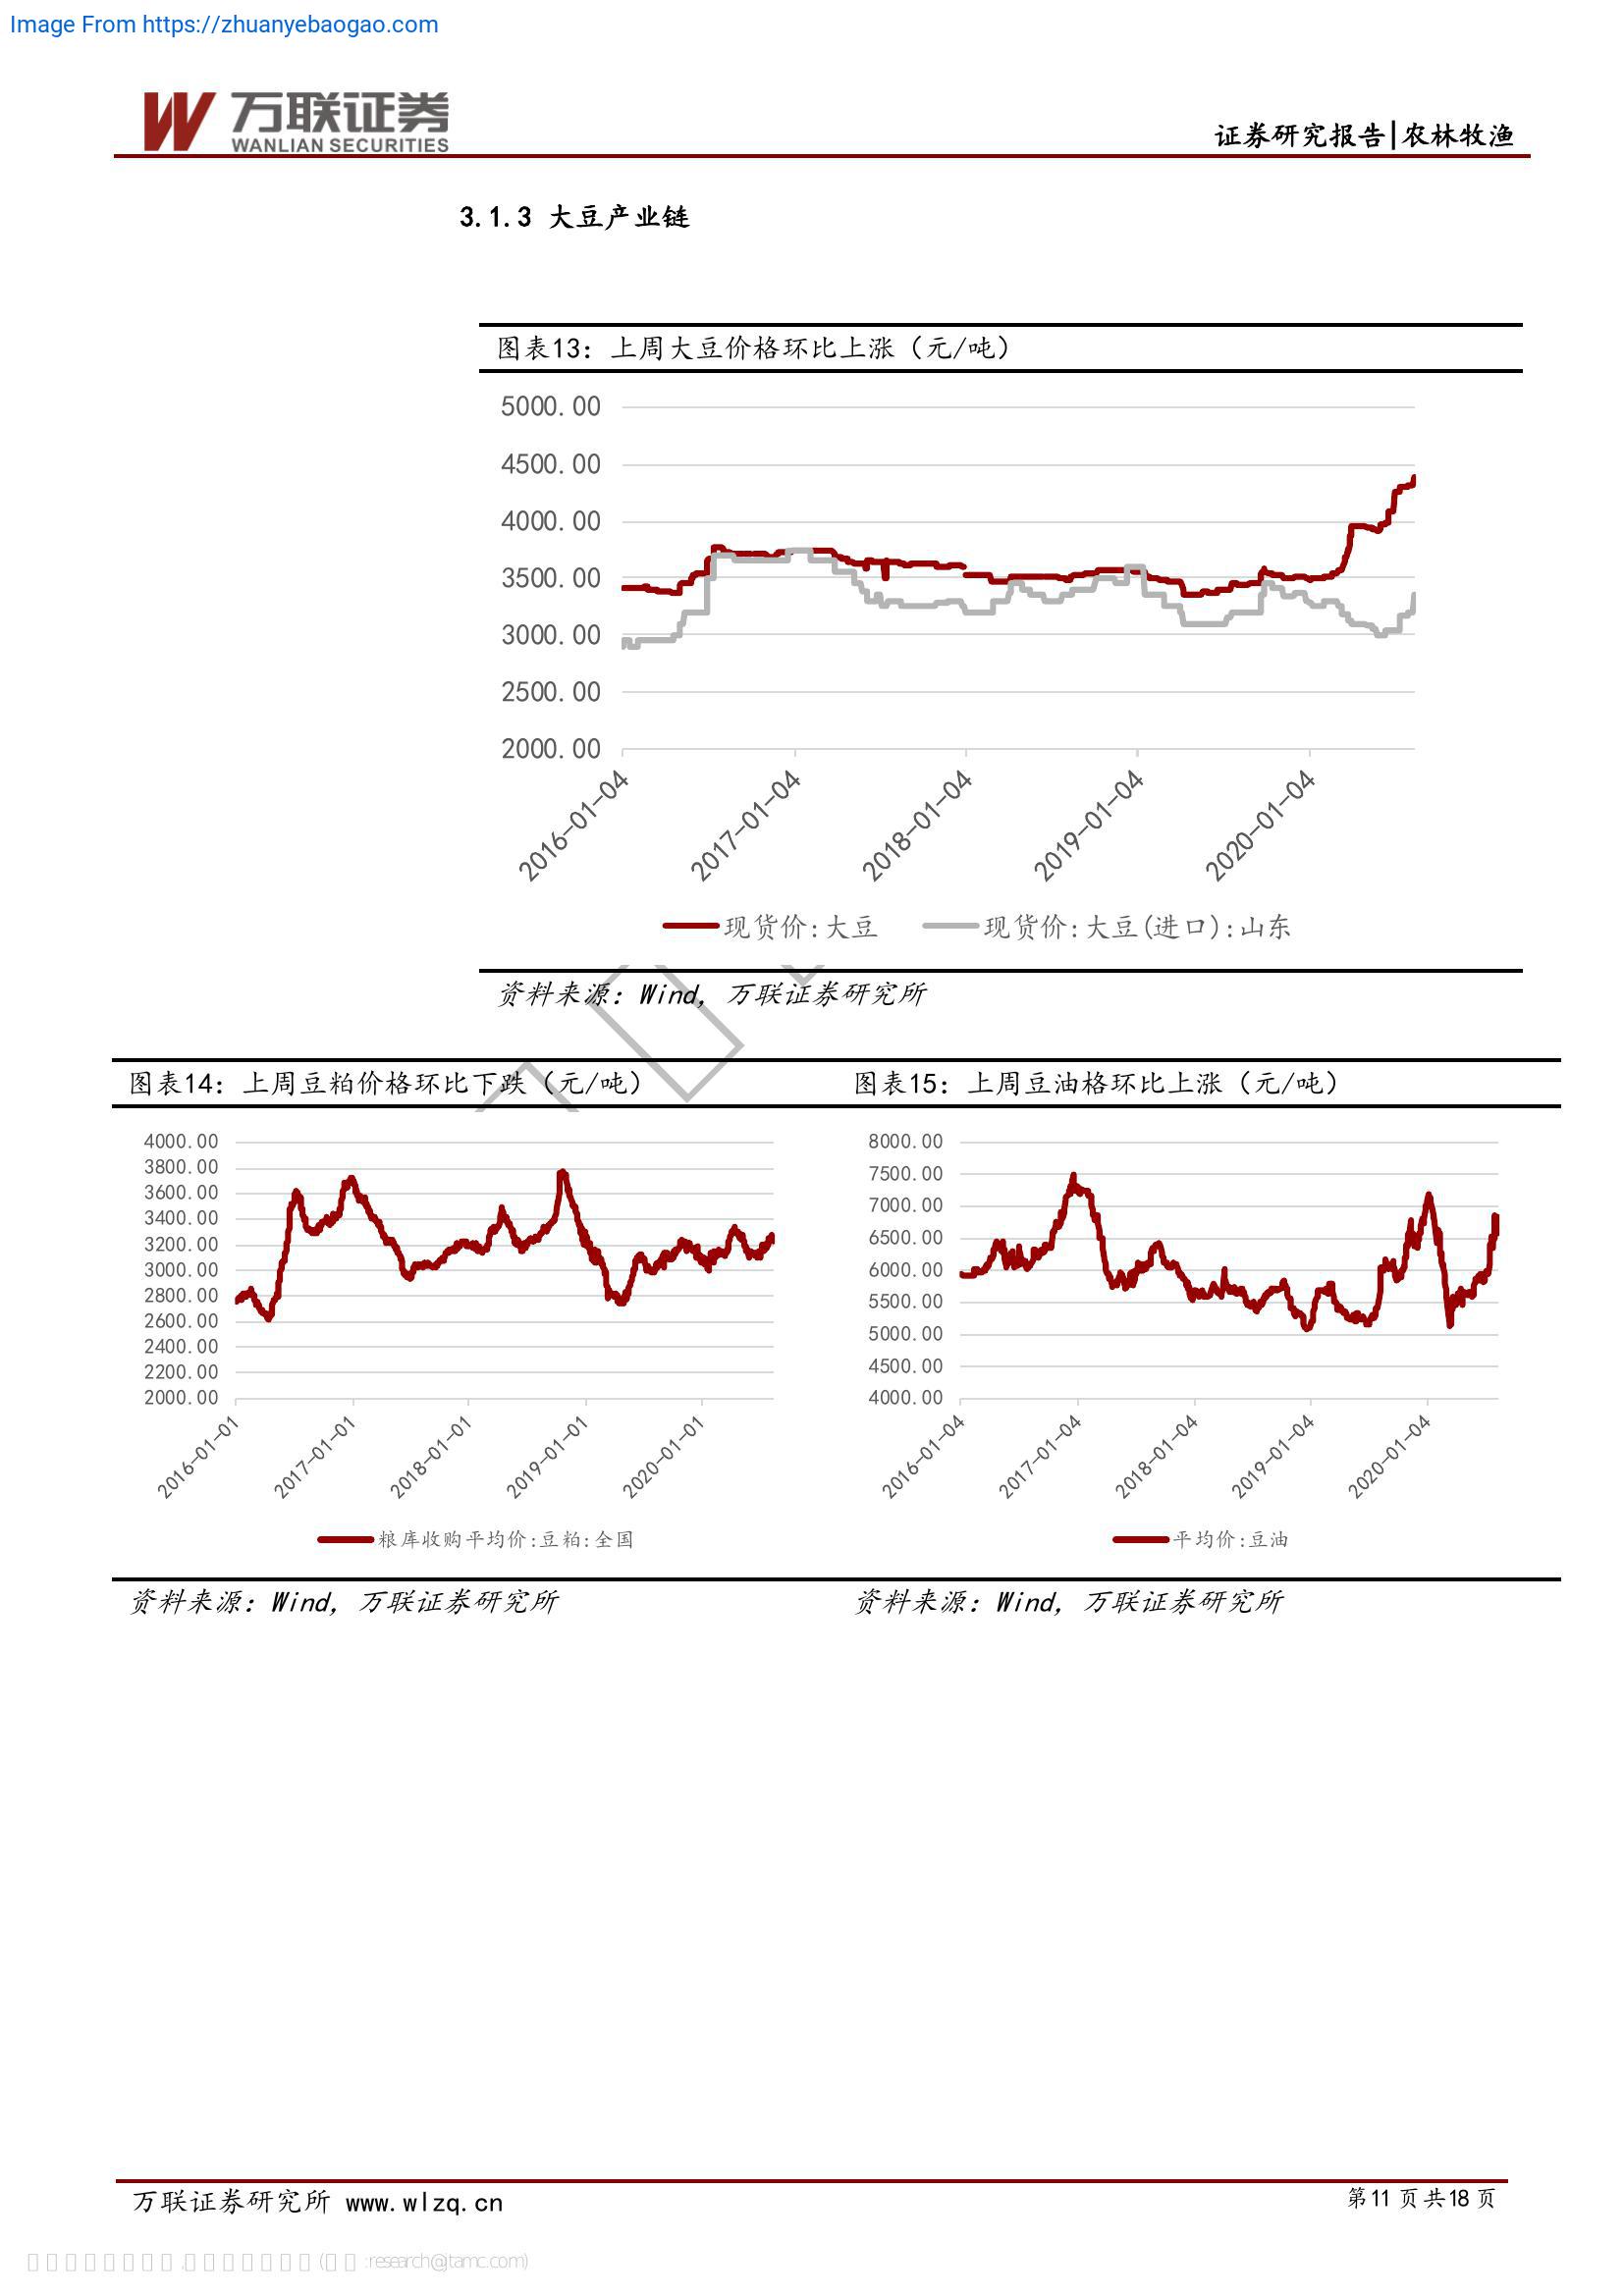 Image From https://zhuanyebaogao.com
万联证券
WANLIAN SECURITIES
证券研究报告|农林牧渔
3.1.3 大豆产业链
图表13：上周大豆价格环比上涨（元/吨）
5000.00
4500.00
4000.00
3500.00
3000.00
2500.00
2000.00
2016-01-04
2017-01-04
2018-01-04
2019-01-04
2020-01-04
现货价:大豆
现货价:大豆(进口):山东
资料来源：Wind，万联证券研究所
图表14：上周豆粕价格环比下跌（元/吨）
4000.00
3800.00
3600.00
3400.00
3200.00
3000.00
2800.00
2600.00
2400.00
2200.00
2000.00
2016-01-01
2017-01-01
2018-01-01
2019-01-01
2020-01-01
粮库收购平均价:豆粕:全国
资料来源：Wind，万联证券研究所
图表15：上周豆油格环比上涨（元/吨）
8000.00
7500.00
7000.00
6500.00
6000.00
5500.00
5000.00
4500.00
4000.00
2016-01-04
2017-01-04
2018-01-04
2019-01-04
2020-01-04
平均价:豆油
资料来源：Wind，万联证券研究所
万联证券研究所 www.wlzq.cn
第11 页 共18 页
:research@jtamc.com)